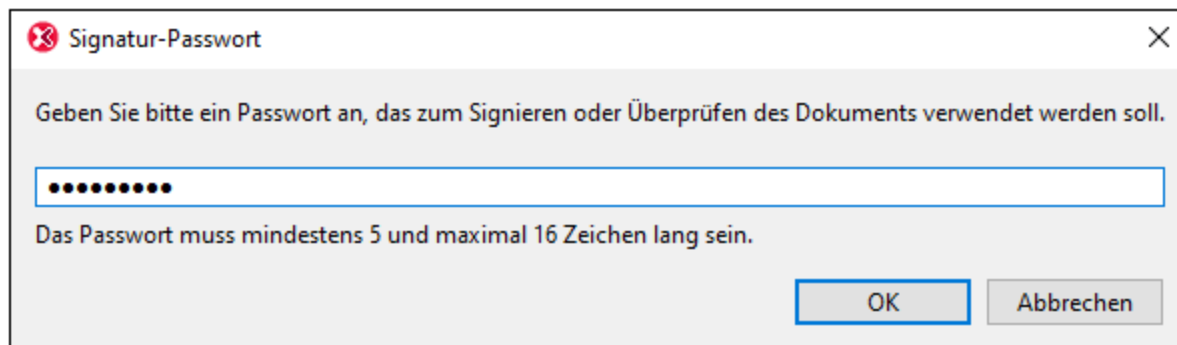 Signatur-Passwort
Geben Sie bitte ein Passwort an, das zum Signieren oder Überprüfen des Dokuments verwendet werden soll.
●●●●●●●●●
Das Passwort muss mindestens 5 und maximal 16 Zeichen lang sein.
OK Abbrechen